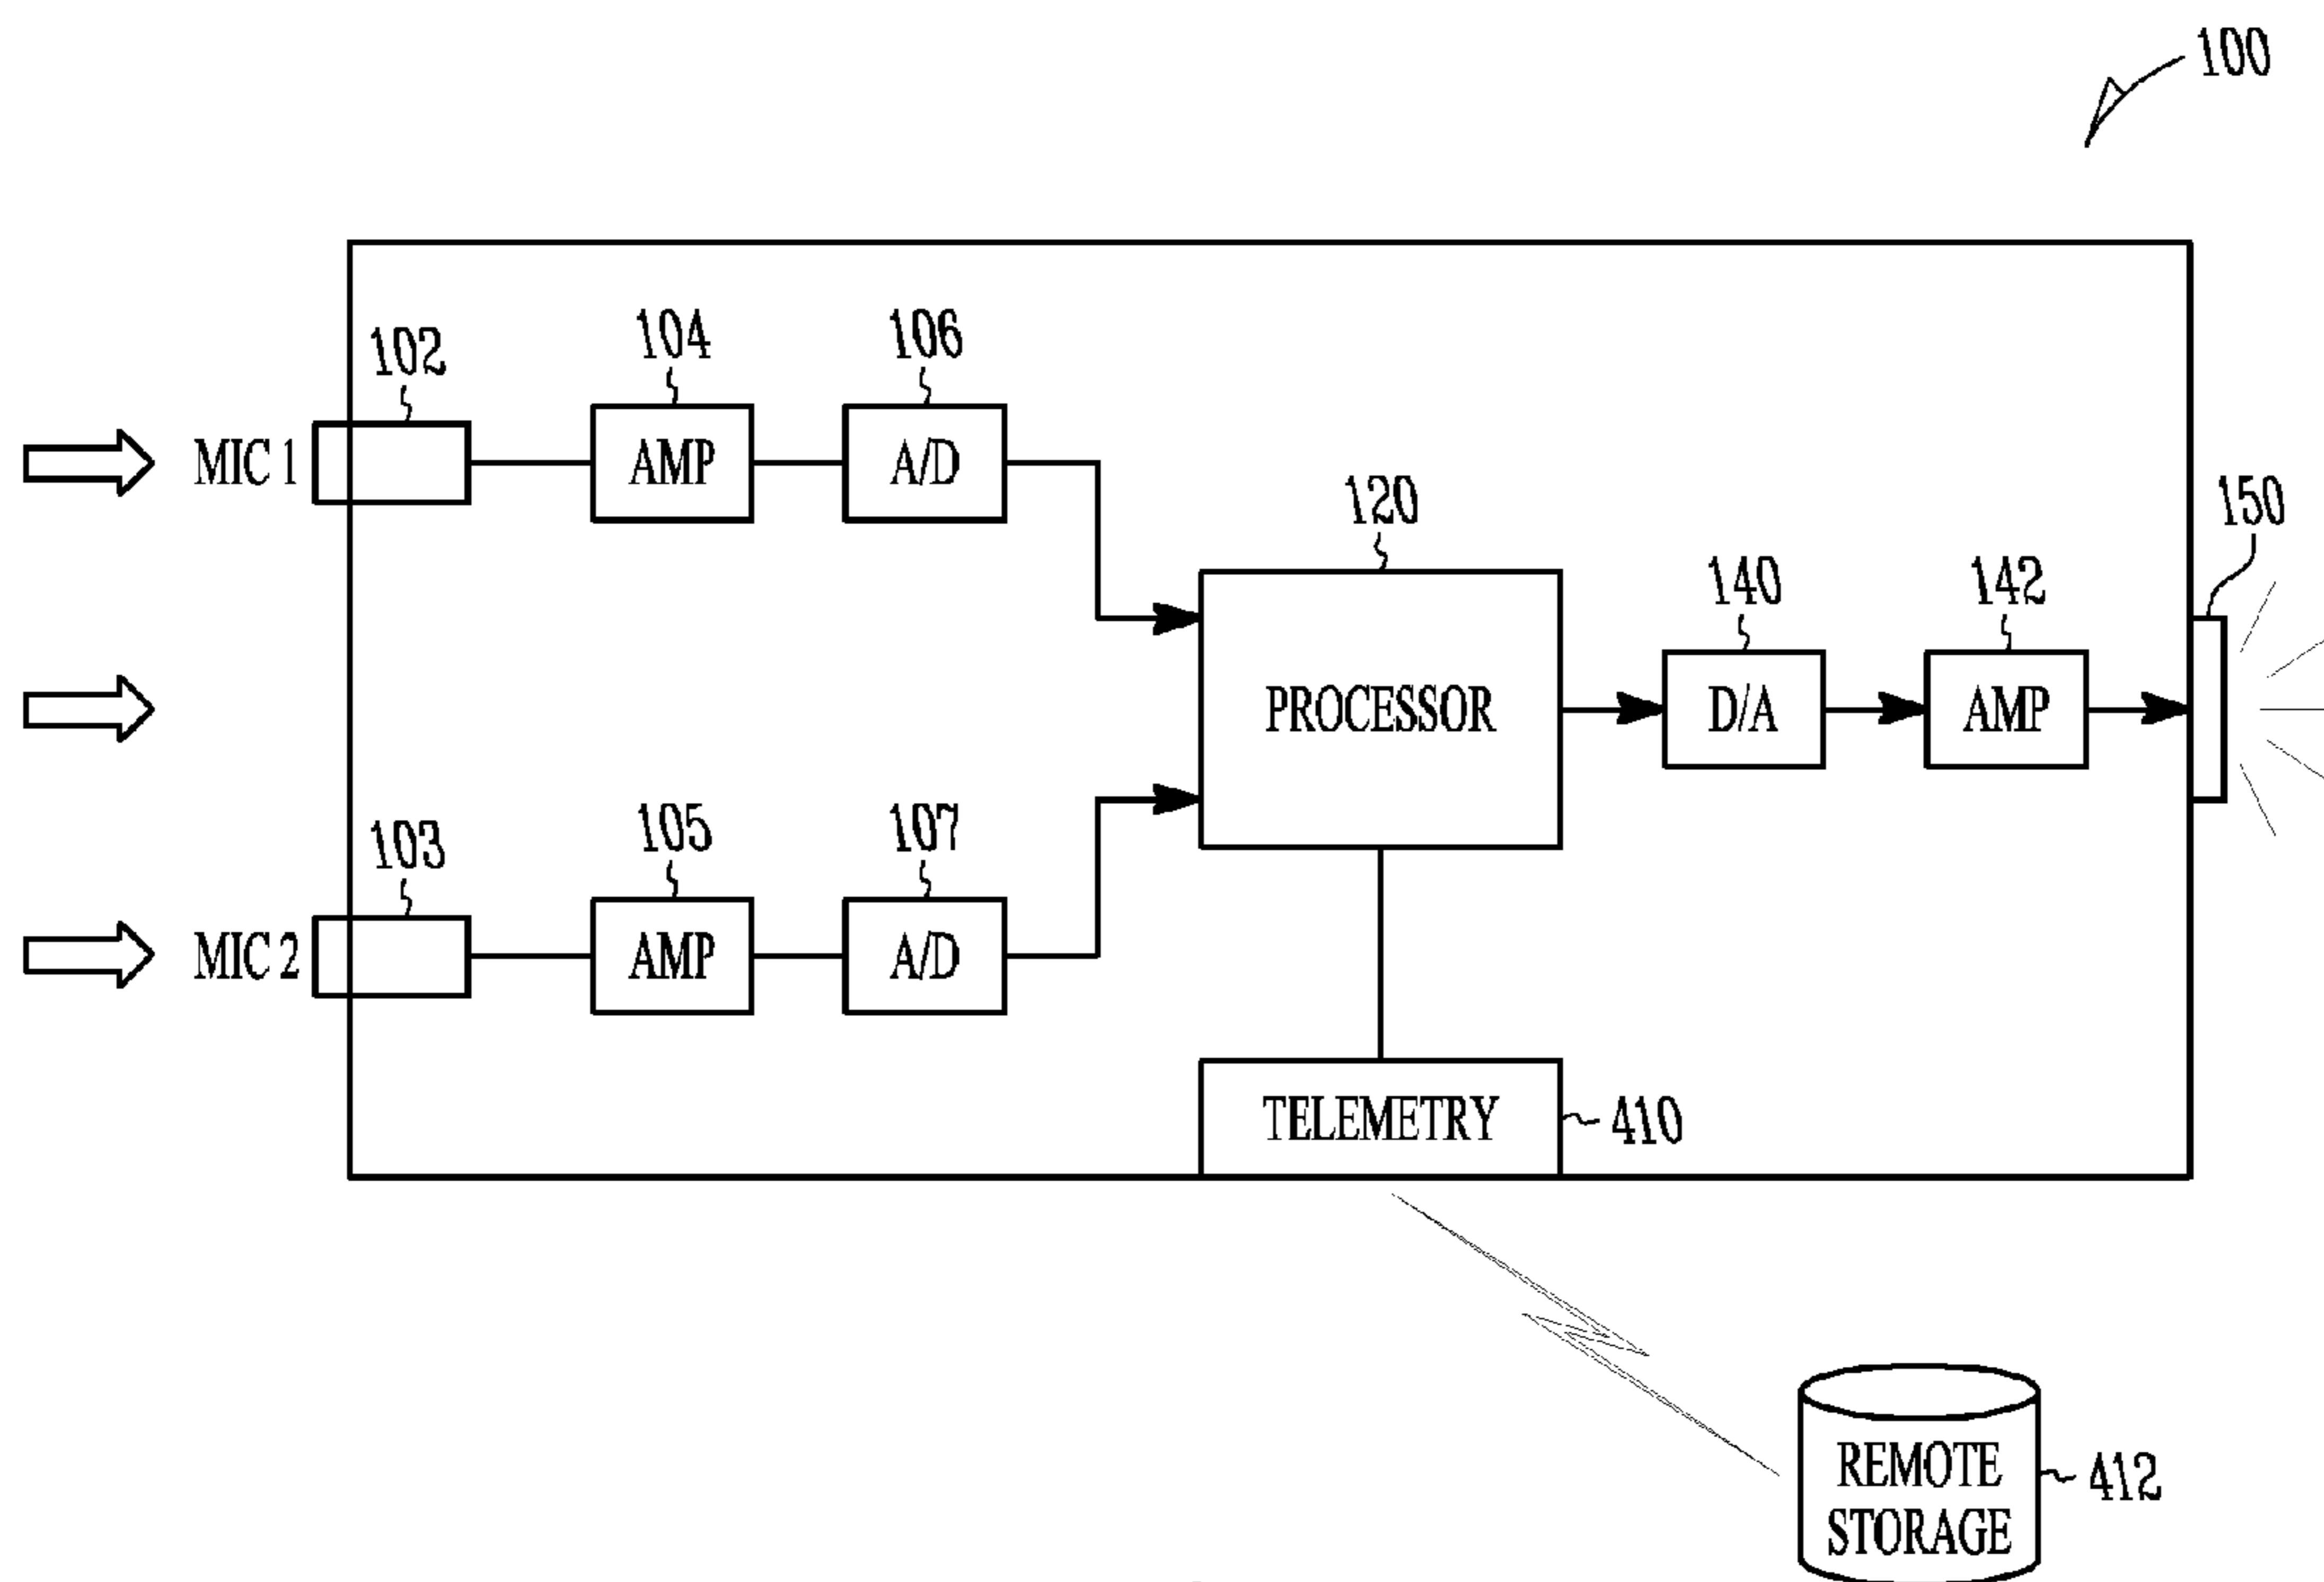 100
102
104
106
MIC 1
AMP
A/D
120
150
PROCESSOR
140
142
D/A
AMP
103
105
107
MIC 2
AMP
A/D
TELEMETRY
410
REMOTE
STORAGE
412